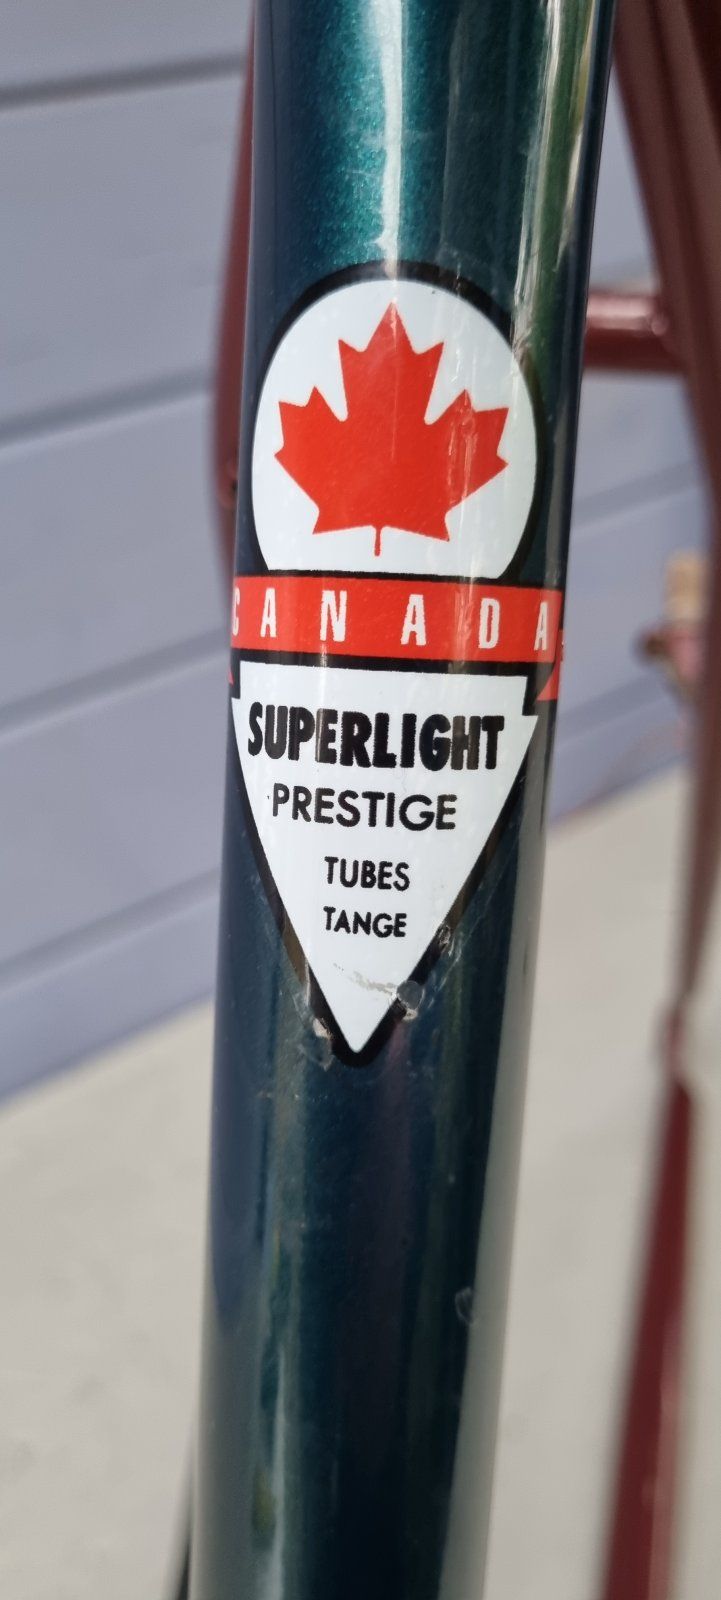 CANADA
SUPERLIGHT
PRESTIGE
TUBES
TANGE